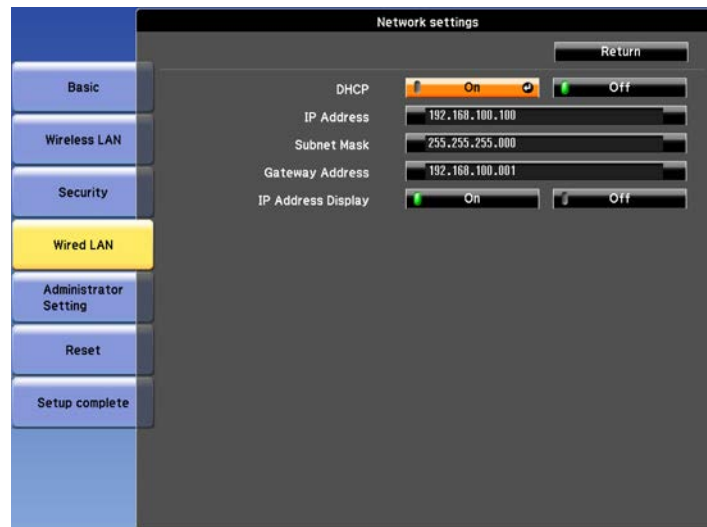 Network settings
Return
Basic
Wireless LAN
Security
Wired LAN
Administrator
Setting
Reset
Setup complete
DHCP On Off
IP Address 192.168.100.100
Subnet Mask 255.255.255.000
Gateway Address 192.168.100.001
IP Address Display On Off